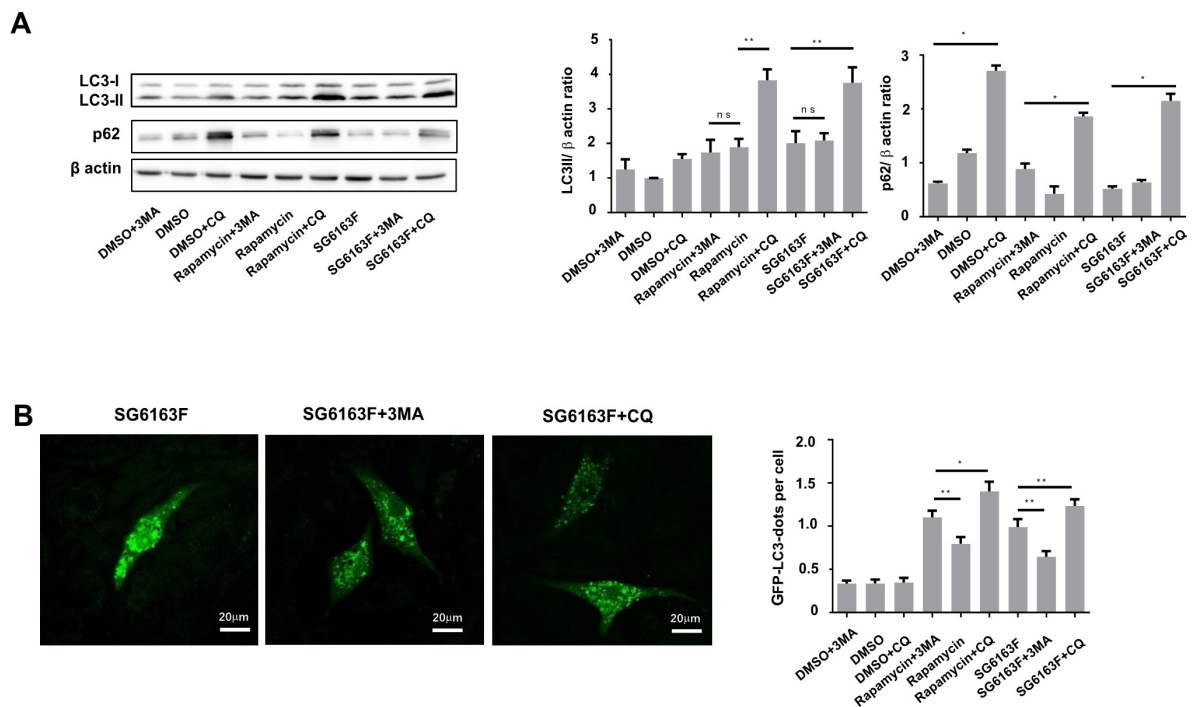 A
LC3-I
LC3-II
p62
β actin
DMSO+3MA
DMSO
DMSO+CQ
Rapamycin+3MA
Rapamycin
Rapamycin+CQ
SG6163F
SG6163F+3MA
SG6163F+CQ
LC3II/ β actin ratio
5
4
3
2
1
0
**
**
n s
n s
DMSO+3MA
DMSO
DMSO+CQ
Rapamycin+3MA
Rapamycin
Rapamycin+CQ
SG6163F
SG6163F+3MA
SG6163F+CQ
p62/ β actin ratio
3
2
1
0
*
*
*
DMSO+3MA
DMSO
DMSO+CQ
Rapamycin+3MA
Rapamycin
Rapamycin+CQ
SG6163F
SG6163F+3MA
SG6163F+CQ
B
SG6163F
SG6163F+3MA
SG6163F+CQ
20μm
20μm
20μm
GFP-LC3-dots per cell
2.0
1.5
1.0
0.5
0
*
**
**
**
DMSO+3MA
DMSO
DMSO+CQ
Rapamycin+3MA
Rapamycin
Rapamycin+CQ
SG6163F
SG6163F+3MA
SG6163F+CQ